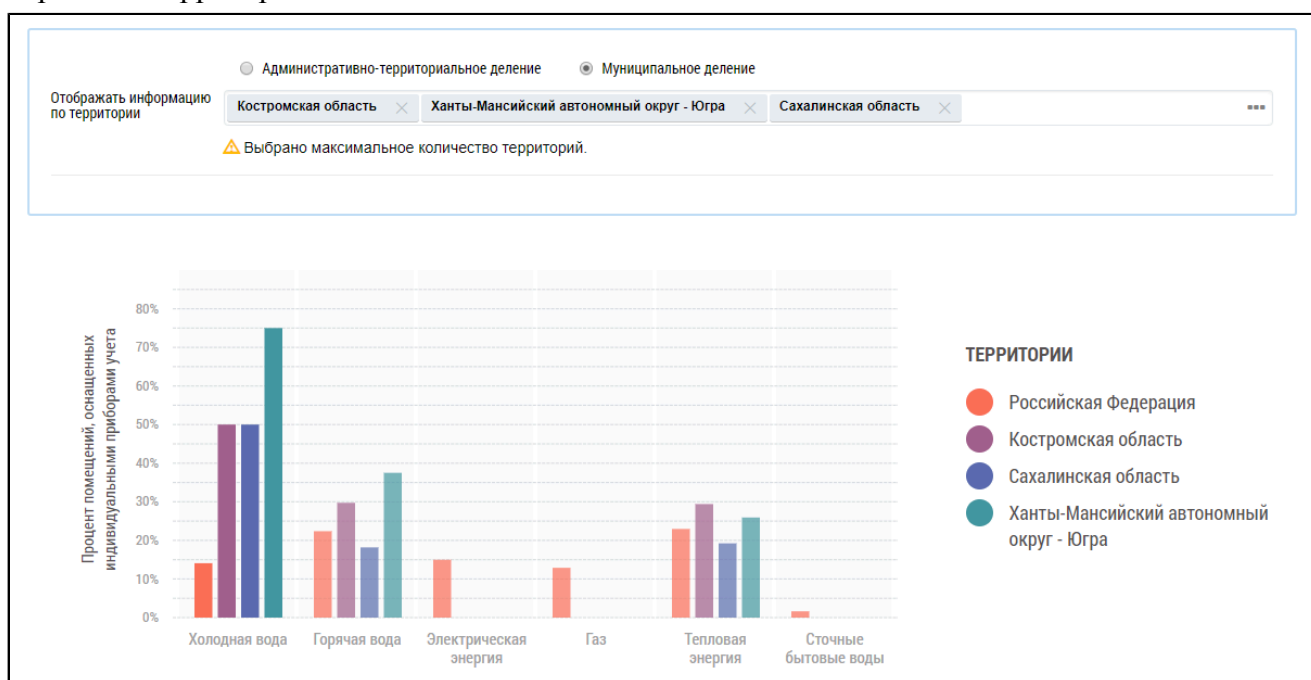 Административно-территориальное деление
Муниципальное деление
Отображать информацию
по территории
Костромская область
Ханты-Мансийский автономный округ - Югра
Сахалинская область
Выбрано максимальное количество территорий.
Процент помещений, оснащенных
индивидуальными приборами учета
80%
70%
60%
50%
40%
30%
20%
10%
0%
Холодная вода
Горячая вода
Электрическая
энергия
Газ
Тепловая
энергия
Сточные
бытовые воды
ТЕРРИТОРИИ
Российская Федерация
Костромская область
Сахалинская область
Ханты-Мансийский автономный
округ - Югра